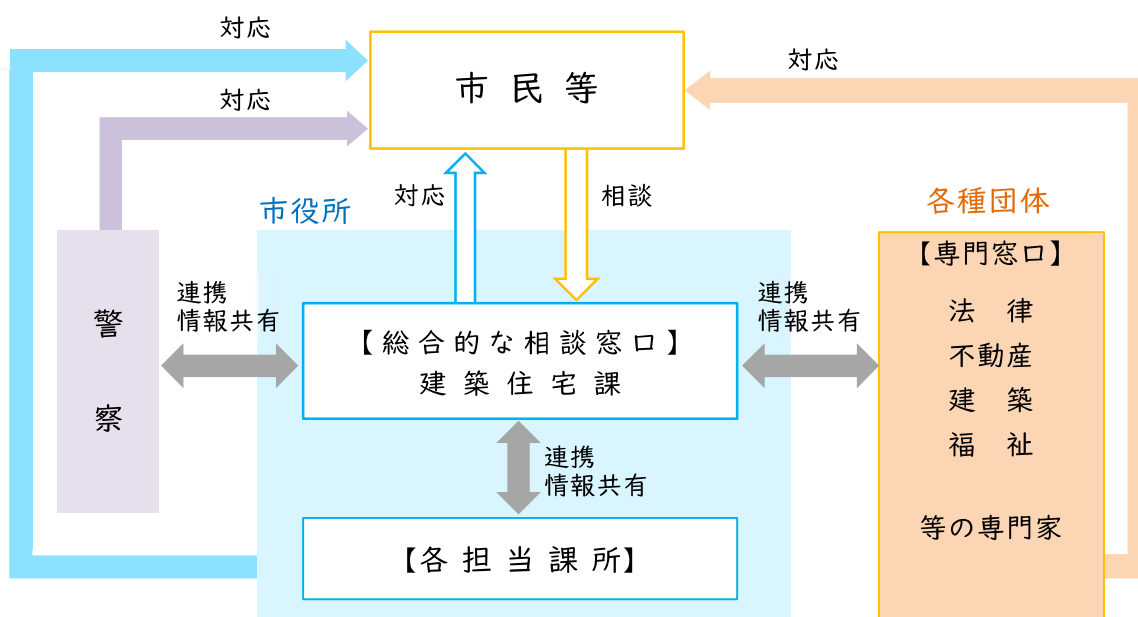 対応
市民等
対応
対応
対応
相談
市役所
各種団体
【専門窓口】
法　律
不動産
建　築
福　祉
等の専門家
警
察
連携
情報共有
【総合的な相談窓口】
建築住宅課
連携
情報共有
連携
情報共有
【各担当課所】